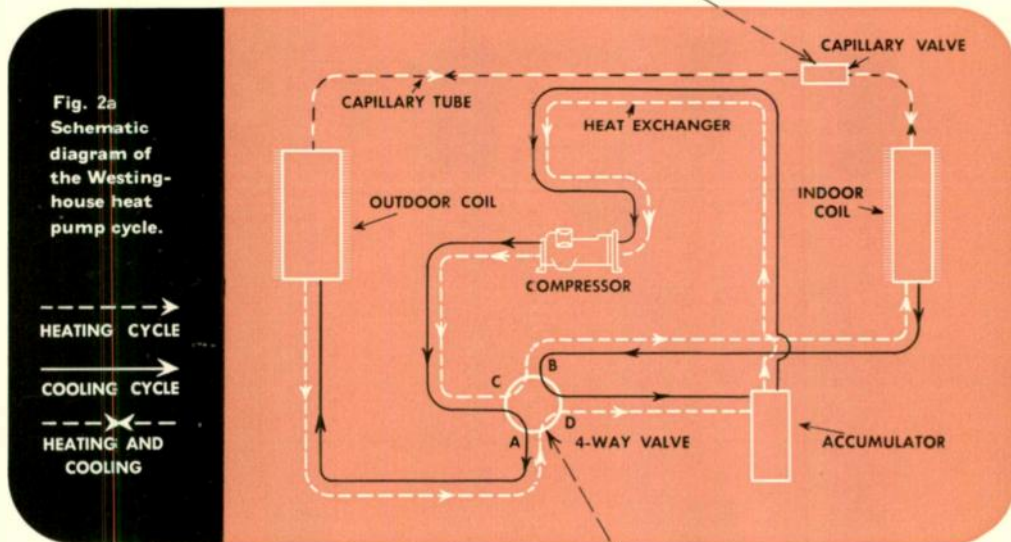 Fig. 2a
Schematic
diagram of
the Westing-
house heat
pump cycle.
HEATING CYCLE
COOLING CYCLE
HEATING AND
COOLING
CAPILLARY VALVE
CAPILLARY TUBE
HEAT EXCHANGER
OUTDOOR COIL
INDOOR
COIL
COMPRESSOR
C
B
A
D
4-WAY VALVE
ACCUMULATOR